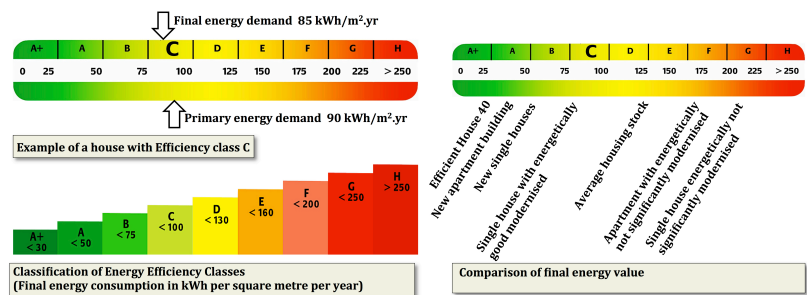 Final energy demand 85 kWh/m².yr
A+ A B C D E F G H
0 25 50 75 100 125 150 175 200 225 > 250
Primary energy demand 90 kWh/m².yr
Example of a house with Efficiency class C
A+
< 30
A
< 50
B
< 75
C
< 100
D
< 130
E
< 160
F
< 200
G
< 250
H
> 250
Classification of Energy Efficiency Classes
(Final energy consumption in kWh per square metre per year)
A+ A B C D E F G H
0 25 50 75 100 125 150 175 200 225 > 250
Efficient House 40
New apartment building
New single houses
Single house with energetically
good modernised
Average housing stock
Apartment with energetically
not significantly modernised
Single house energetically not
significantly modernised
Comparison of final energy value